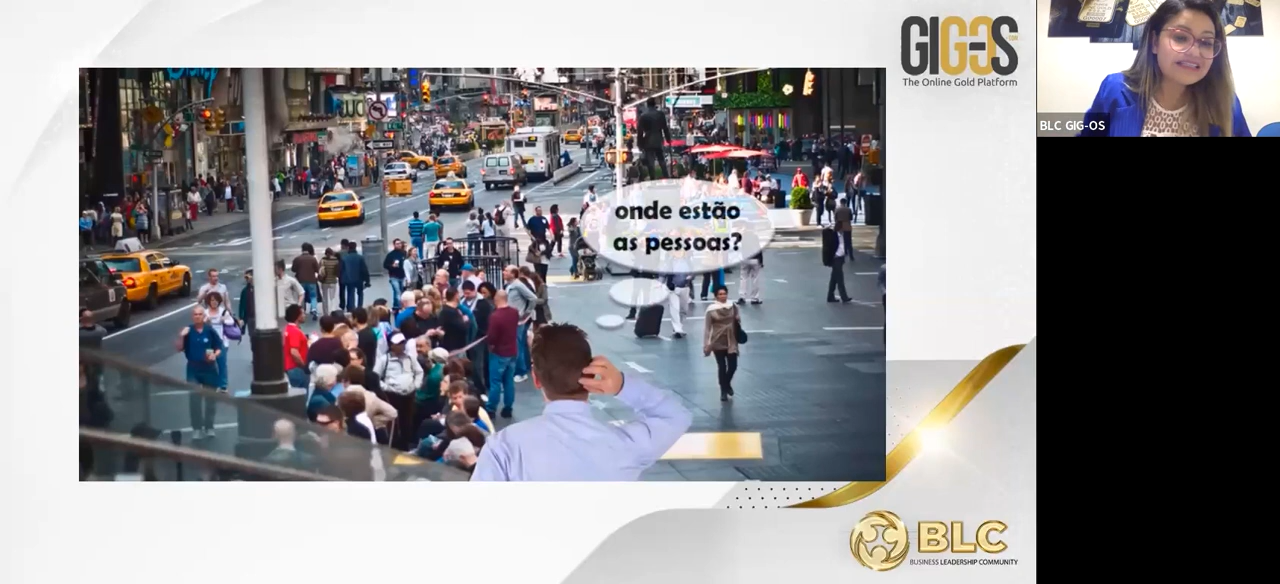 GIG-OS
The Online Gold Platform
BLC GIG-OS
onde estão
as pessoas?
BLC
BUSINESS LEADERSHIP COMMUNITY